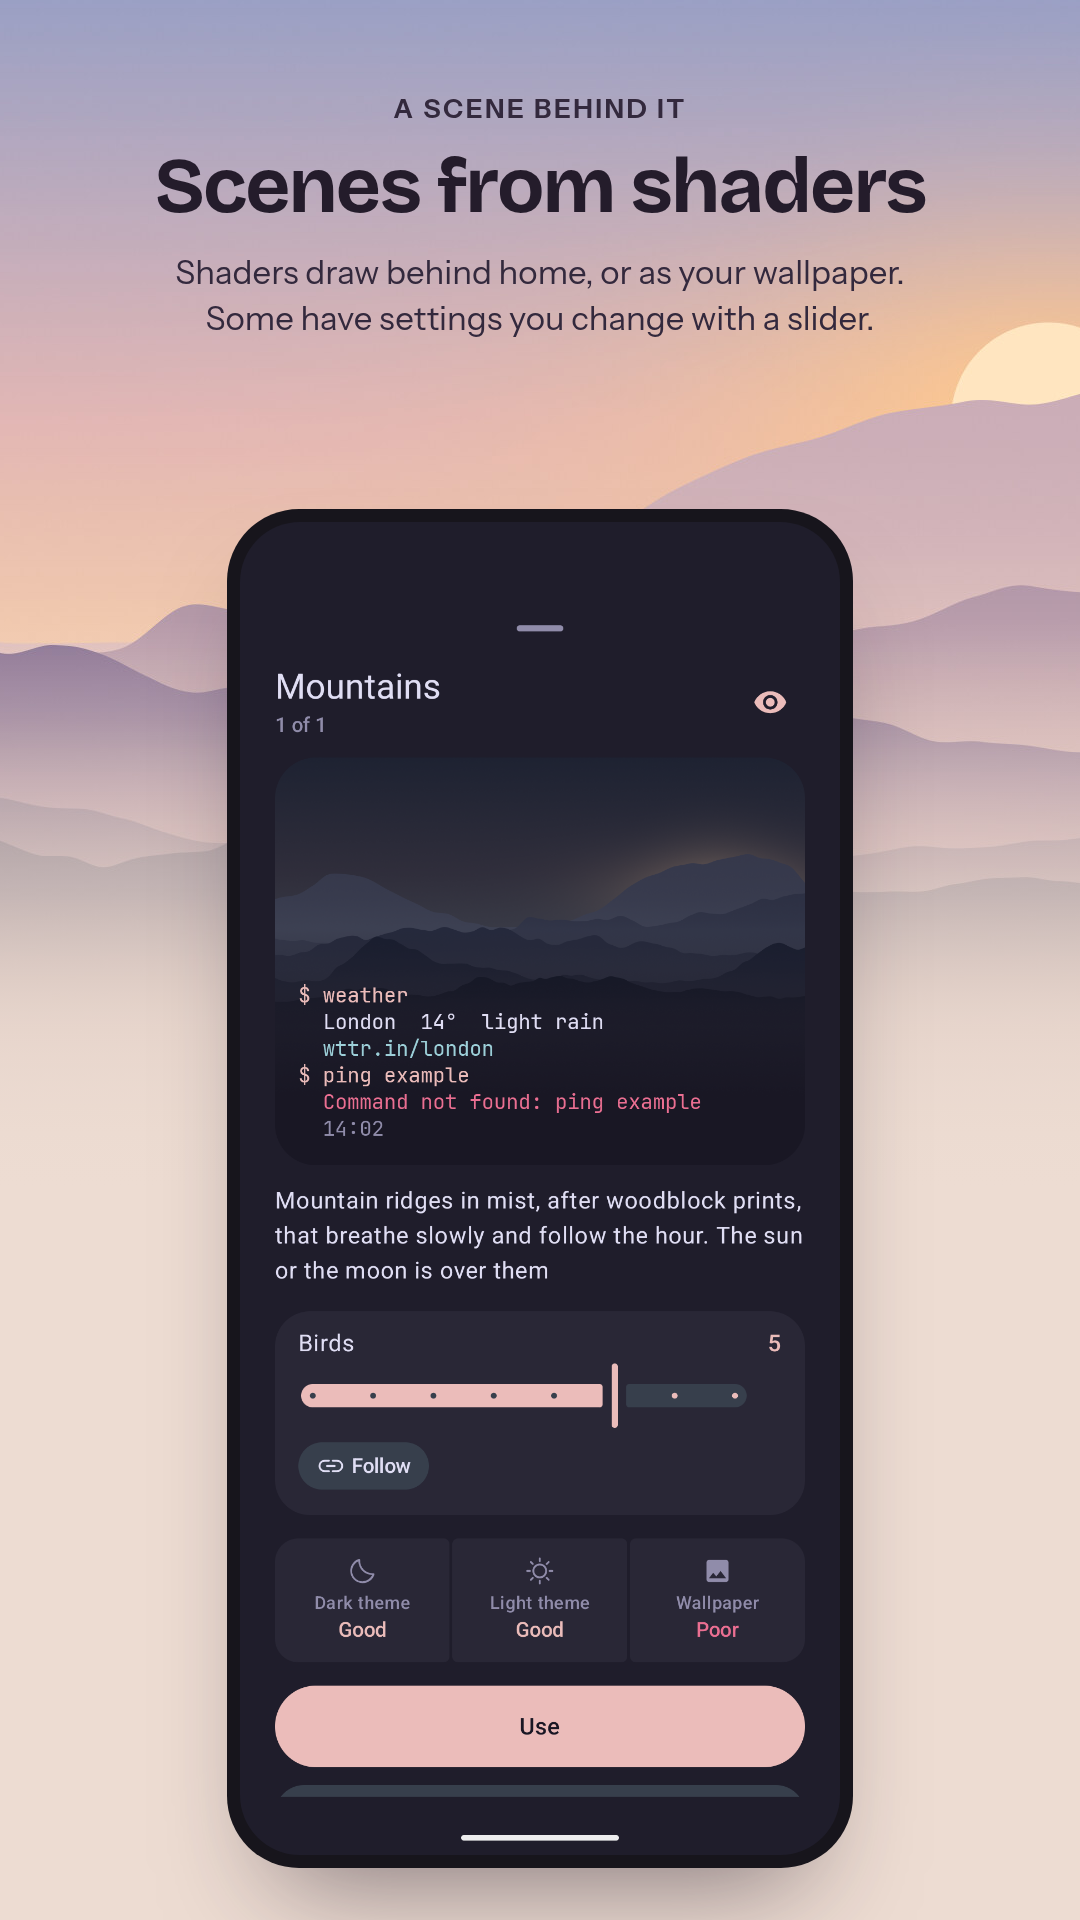 A SCENE BEHIND IT
Scenes from shaders
Shaders draw behind home, or as your wallpaper.
Some have settings you change with a slider.
Mountains
1 of 1
$ weather
London 14° light rain
wttr.in/london
$ ping example
Command not found: ping example
14:02
Mountain ridges in mist, after woodblock prints,
that breathe slowly and follow the hour. The sun
or the moon is over them
Birds 5
Follow
Dark theme Light theme Wallpaper
Good Good Poor
Use